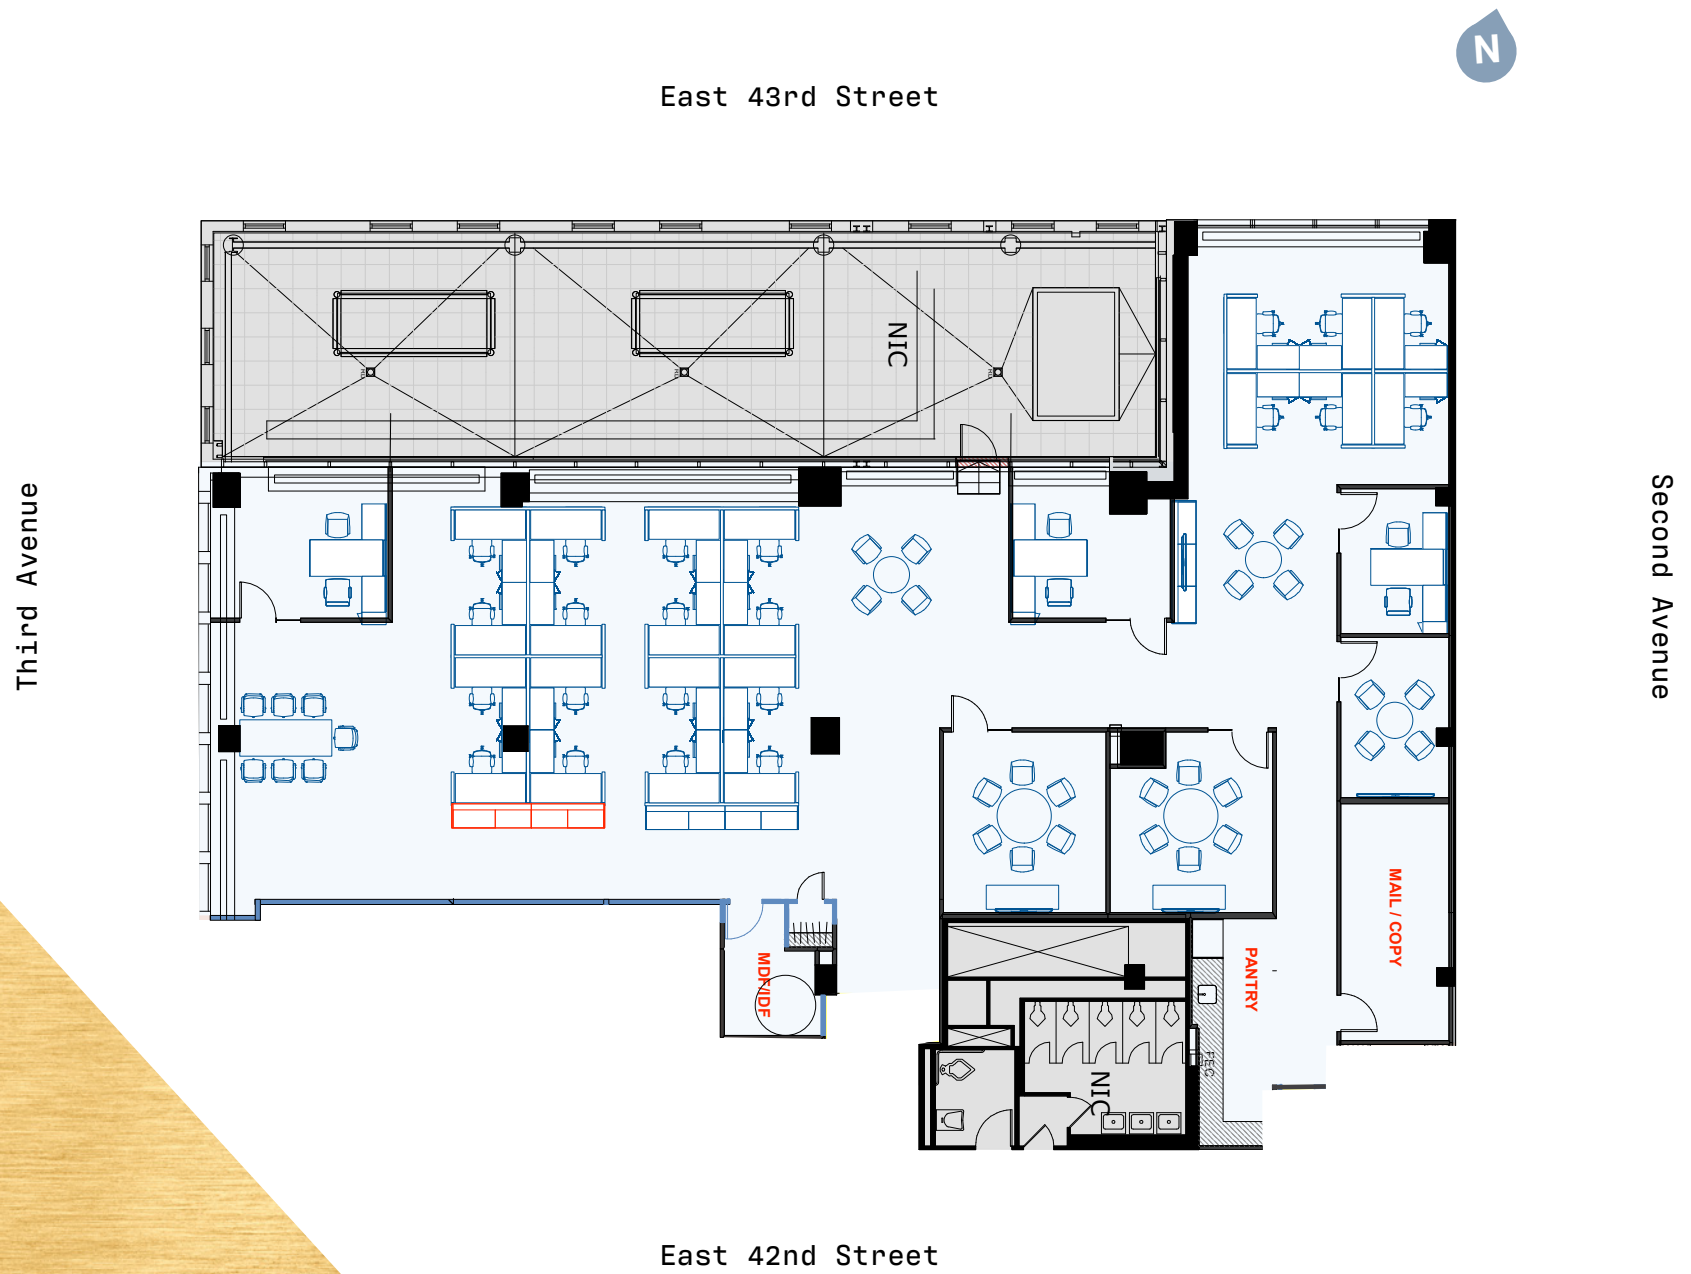 N
East 43rd Street
NIC
Third Avenue
Second Avenue
MAIL / COPY
MDF/IDF
PANTRY
FEC
NIC
East 42nd Street